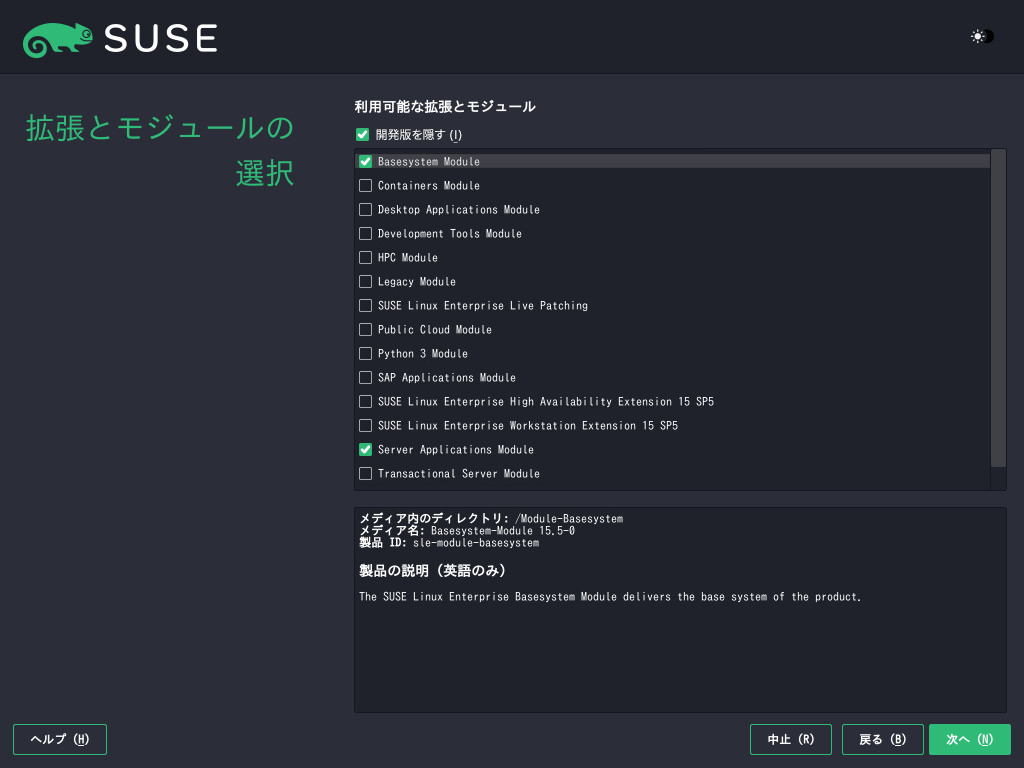 SUSE
拡張とモジュールの
選択
利用可能な拡張とモジュール
開発版を隠す (I)
Basesystem Module
Containers Module
Desktop Applications Module
Development Tools Module
HPC Module
Legacy Module
SUSE Linux Enterprise Live Patching
Public Cloud Module
Python 3 Module
SAP Applications Module
SUSE Linux Enterprise High Availability Extension 15 SP5
SUSE Linux Enterprise Workstation Extension 15 SP5
Server Applications Module
Transactional Server Module
メディア内のディレクトリ: /Module-Basesystem
メディア名: Basesystem-Module 15.5-0
製品 ID: sle-module-basesystem
製品の説明 (英語のみ)
The SUSE Linux Enterprise Basesystem Module delivers the base system of the product.
ヘルプ (H)
中止 (R)
戻る (B)
次へ (N)